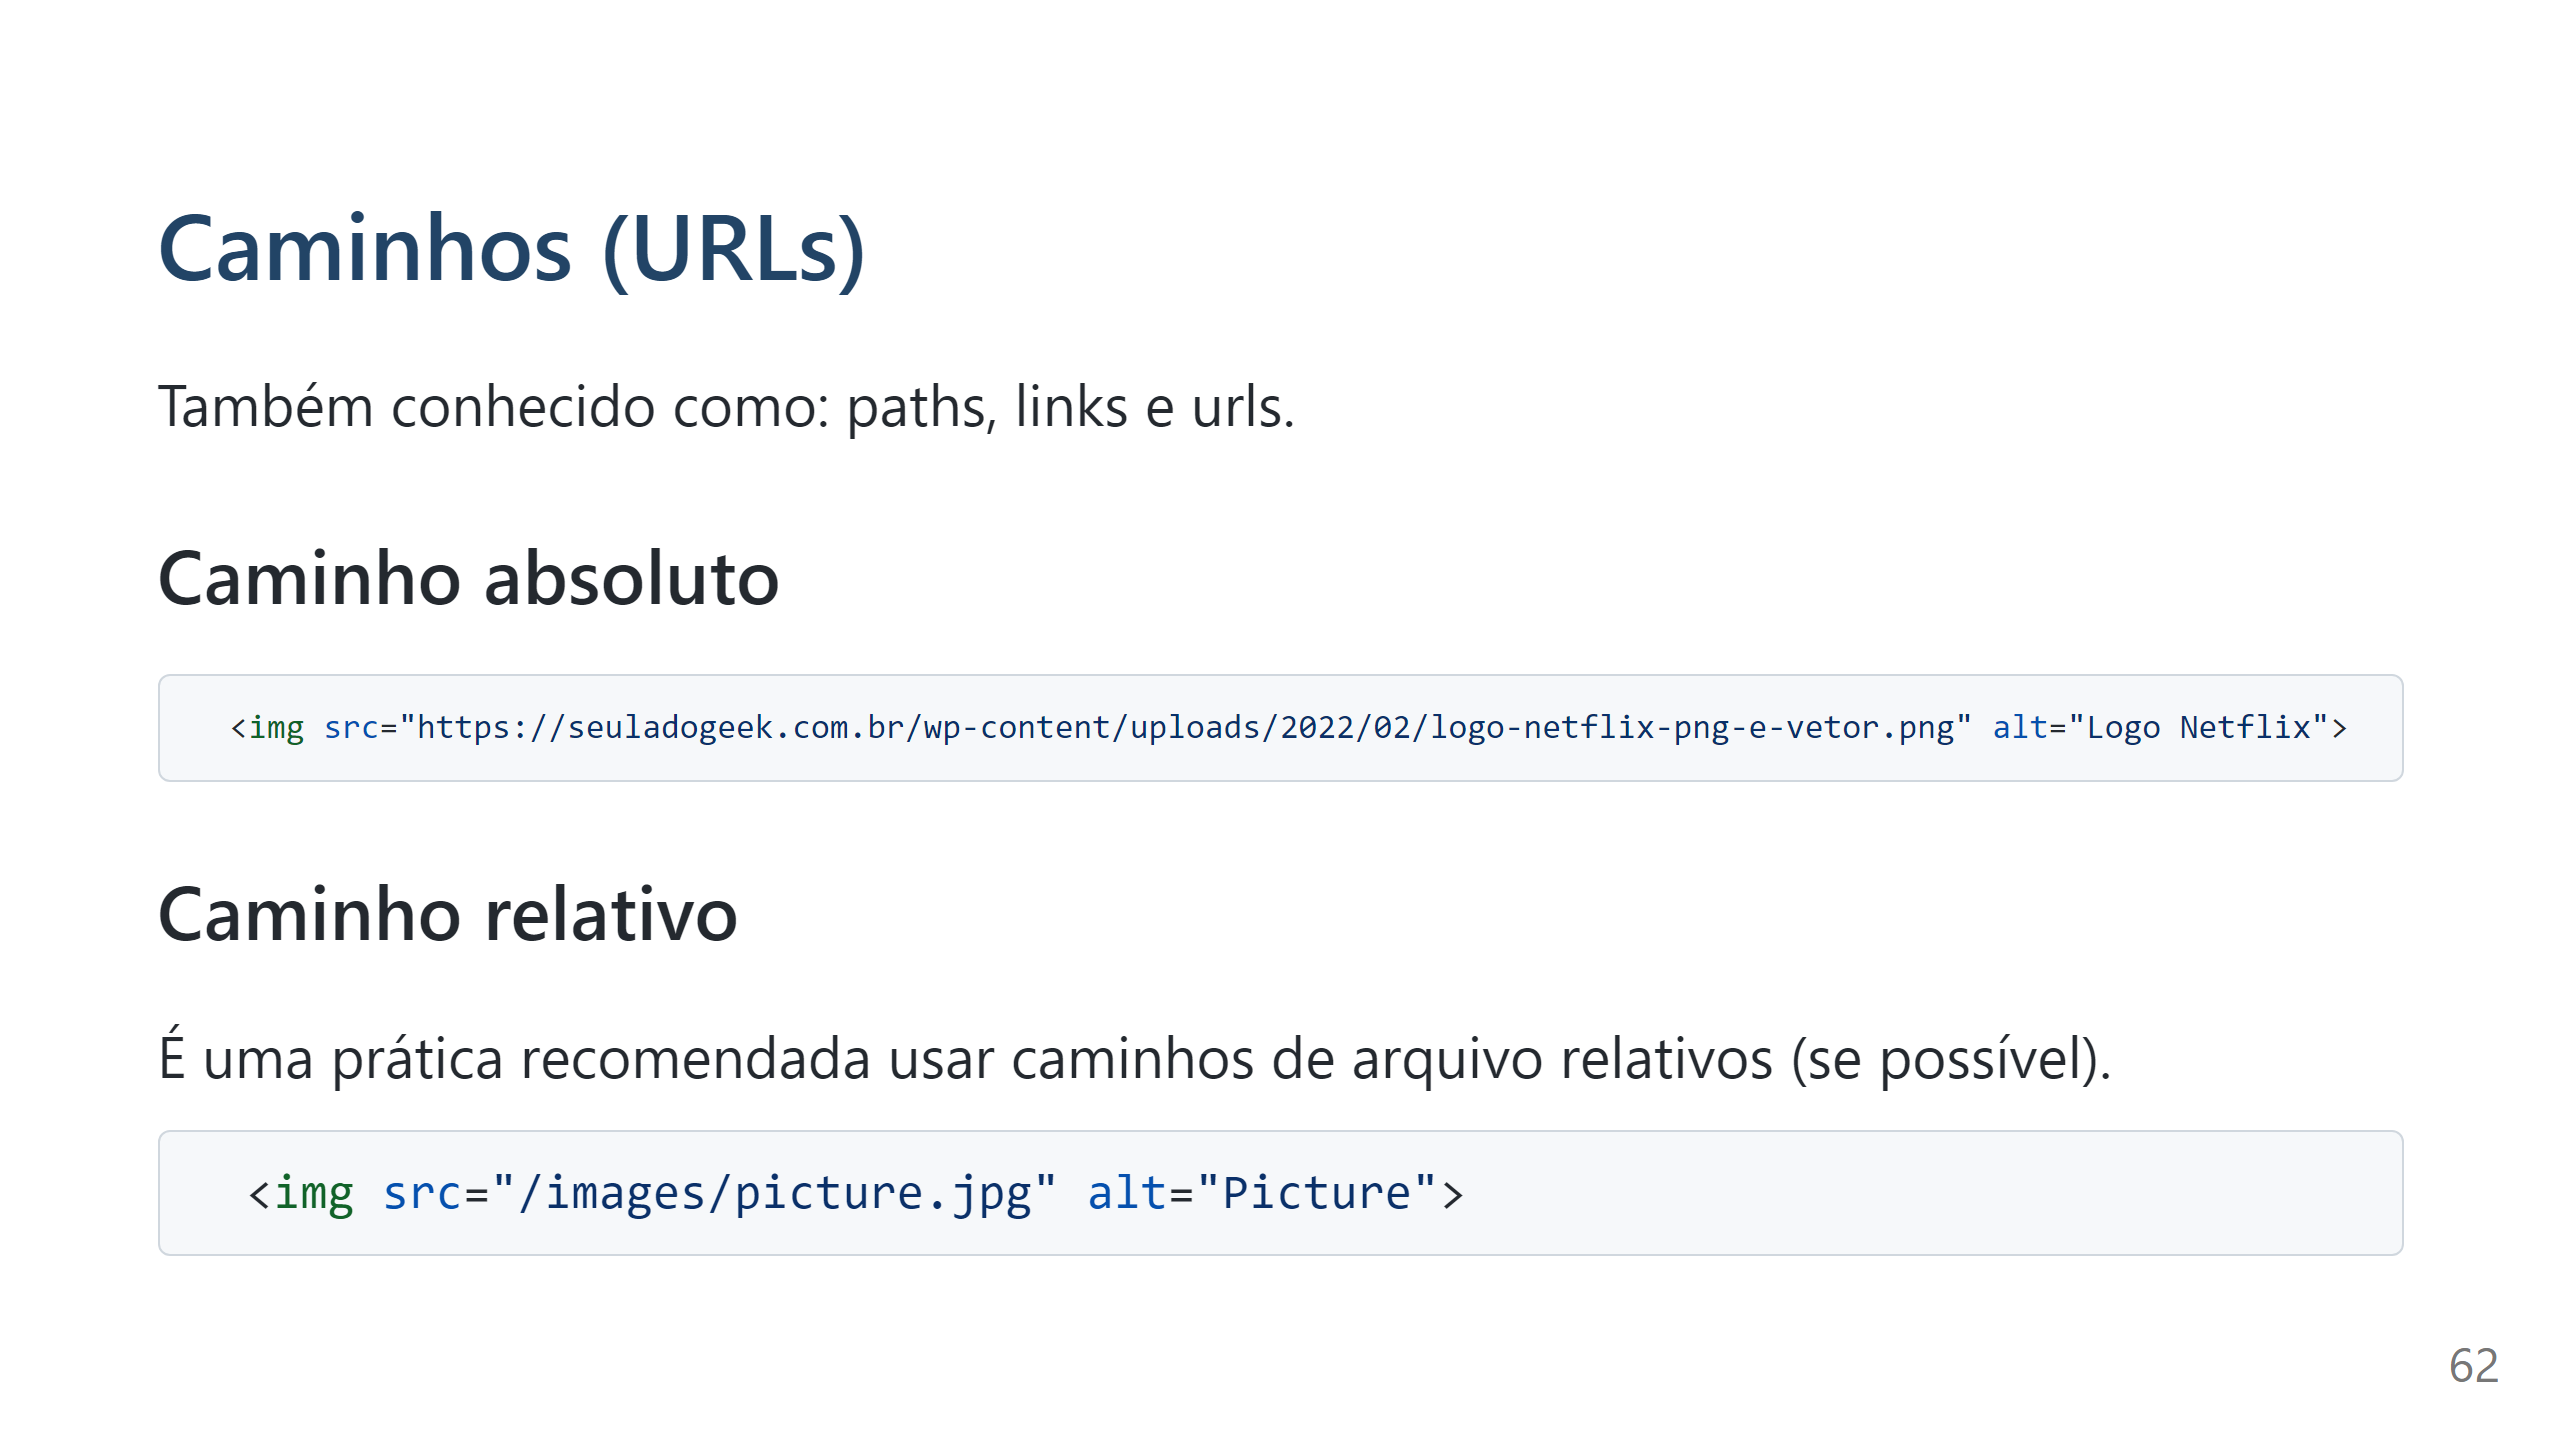 Caminhos (URLs)
Também conhecido como: paths, links e urls.
Caminho absoluto
<img src="https://seuladogeek.com.br/wp-content/uploads/2022/02/logo-netflix-png-e-vetor.png" alt="Logo Netflix">
Caminho relativo
É uma prática recomendada usar caminhos de arquivo relativos (se possível).
<img src="/images/picture.jpg" alt="Picture">
62